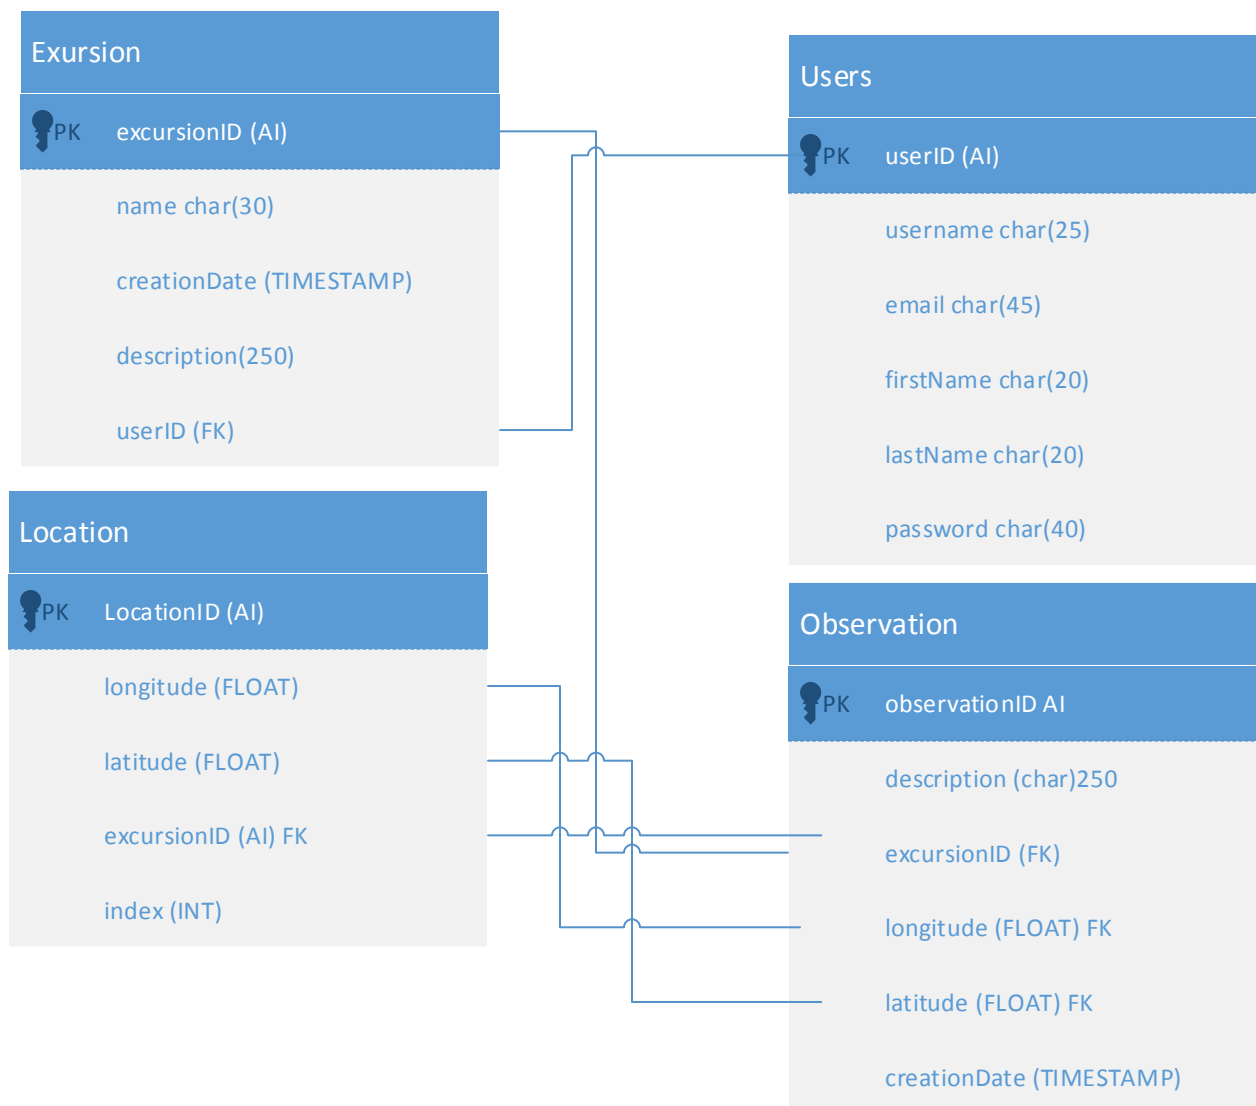 Exursion
PK excursionID (AI)
name char(30)
creationDate (TIMESTAMP)
description(250)
userID (FK)
Users
PK userID (AI)
username char(25)
email char(45)
firstName char(20)
lastName char(20)
password char(40)
Location
PK LocationID (AI)
longitude (FLOAT)
latitude (FLOAT)
excursionID (AI) FK
index (INT)
Observation
PK observationID AI
description (char)250
excursionID (FK)
longitude (FLOAT) FK
latitude (FLOAT) FK
creationDate (TIMESTAMP)